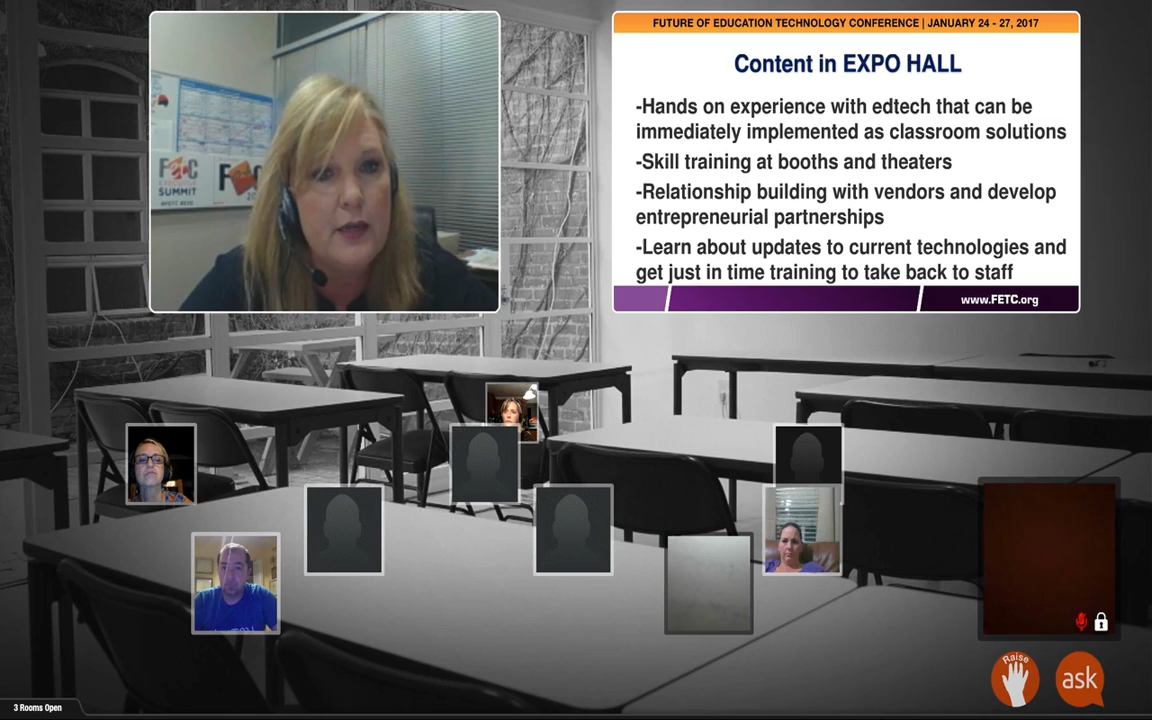 FUTURE OF EDUCATION TECHNOLOGY CONFERENCE | JANUARY 24 - 27, 2017
Content in EXPO HALL
-Hands on experience with edtech that can be
immediately implemented as classroom solutions
-Skill training at booths and theaters
-Relationship building with vendors and develop
entrepreneurial partnerships
-Learn about updates to current technologies and
get just in time training to take back to staff
www.FETC.org
FETC
SUMMIT
Raise
ask
3 Rooms Open